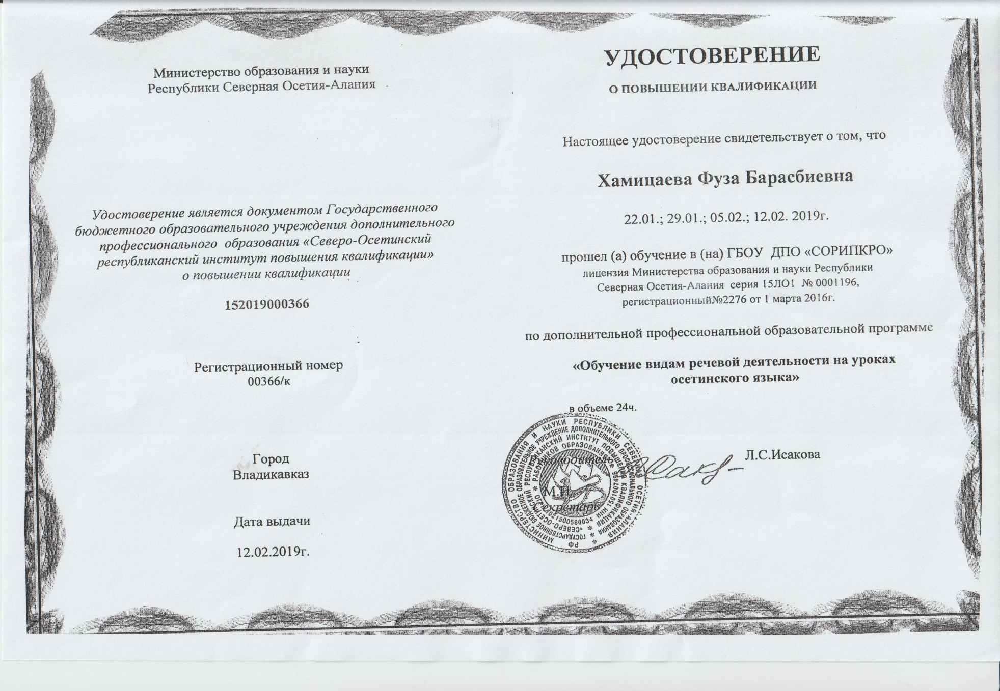 Министерство образования и науки
Республики Северная Осетия-Алания
Удостоверение является документом Государственного
бюджетного образовательного учреждения дополнительного
профессионального образования «Северо-Осетинский
республиканский институт повышения квалификации»
о повышении квалификации
152019000366
Регистрационный номер
00366/к
Город
Владикавказ
Дата выдачи
12.02.2019г.
УДОСТОВЕРЕНИЕ
О ПОВЫШЕНИИ КВАЛИФИКАЦИИ
Настоящее удостоверение свидетельствует о том, что
Хамицаева Фуза Барасбиевна
22.01.; 29.01.; 05.02.; 12.02. 2019г.
прошел (а) обучение в (на) ГБОУ ДПО «СОРИПКРО»
лицензия Министерства образования и науки Республики
Северная Осетия-Алания серия 15ЛО1 № 0001196,
регистрационный№2276 от 1 марта 2016г.
по дополнительной профессиональной образовательной программе
«Обучение видам речевой деятельности на уроках
осетинского языка»
в объеме 24ч.
Руководитель
Л.С.Исакова
М.П.
Секретарь
МИНИСТЕРСТВО ОБРАЗОВАНИЯ И НАУКИ РЕСПУБЛИКИ СЕВЕРНАЯ ОСЕТИЯ-АЛАНИЯ * РФ
ГОСУДАРСТВЕННОЕ БЮДЖЕТНОЕ ОБРАЗОВАТЕЛЬНОЕ УЧРЕЖДЕНИЕ ДОПОЛНИТЕЛЬНОГО ПРОФЕССИОНАЛЬНОГО ОБРАЗОВАНИЯ *
«СЕВЕРО-ОСЕТИНСКИЙ РЕСПУБЛИКАНСКИЙ ИНСТИТУТ ПОВЫШЕНИЯ КВАЛИФИКАЦИИ *
РАБОТНИКОВ ОБРАЗОВАНИЯ» * ИНН 1501007496